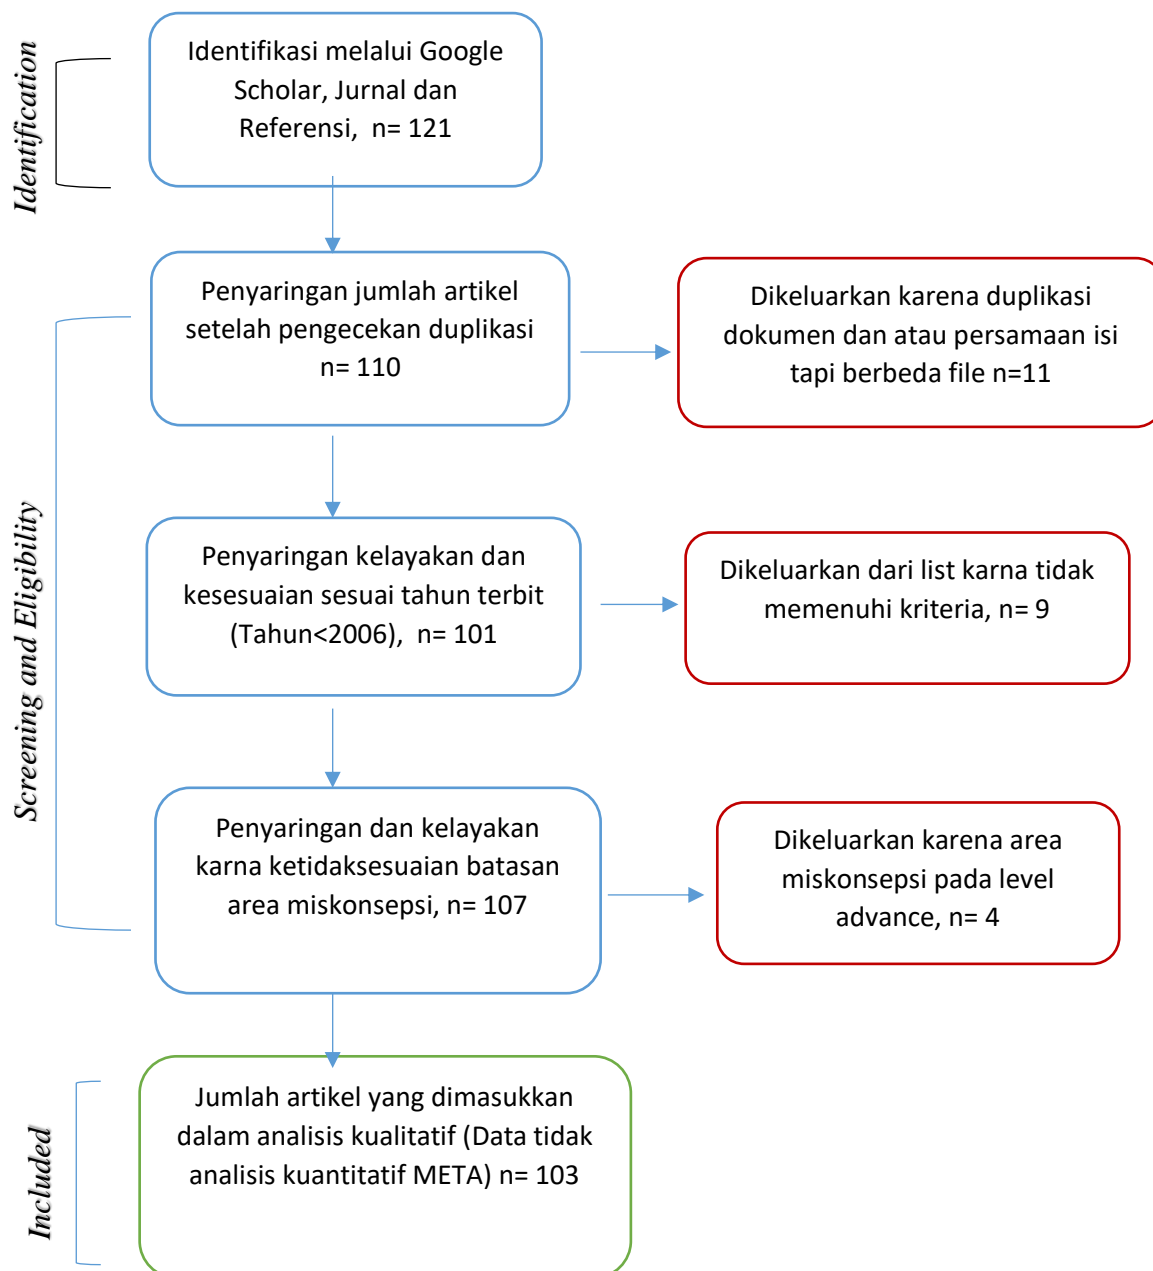 Identification
Identifikasi melalui Google
Scholar, Jurnal dan
Referensi, n= 121
Screening and Eligibility
Penyaringan jumlah artikel
setelah pengecekan duplikasi
n= 110
Dikeluarkan karena duplikasi
dokumen dan atau persamaan isi
tapi berbeda file n=11
Penyaringan kelayakan dan
kesesuaian sesuai tahun terbit
(Tahun<2006), n= 101
Dikeluarkan dari list karna tidak
memenuhi kriteria, n= 9
Penyaringan dan kelayakan
karna ketidaksesuaian batasan
area miskonsepsi, n= 107
Dikeluarkan karena area
miskonsepsi pada level
advance, n= 4
Included
Jumlah artikel yang dimasukkan
dalam analisis kualitatif (Data tidak
analisis kuantitatif META) n= 103